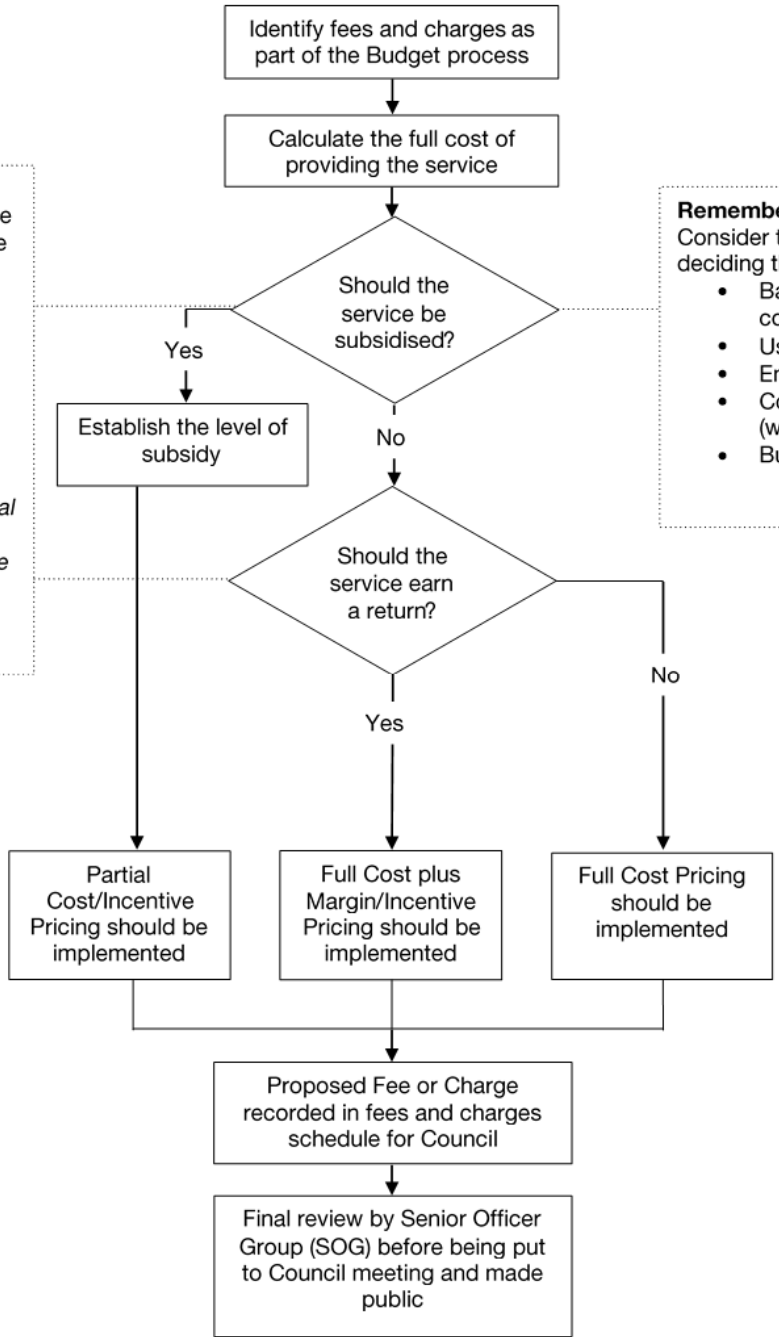 Identify fees and charges as
part of the Budget process
Calculate the full cost of
providing the service
Should the
service be
subsidised?
Yes
No
Establish the level of
subsidy
Consider
deciding
•
•
•
•
•
Should the
service earn
a return?
Yes
No
Partial
Cost/Incentive
Pricing should be
implemented
Full Cost plus
Margin/Incentive
Pricing should be
implemented
Full Cost Pricing
should be
implemented
Proposed Fee or Charge
recorded in fees and charges
schedule for Council
Final review by Senior Officer
Group (SOG) before being put
to Council meeting and made
public